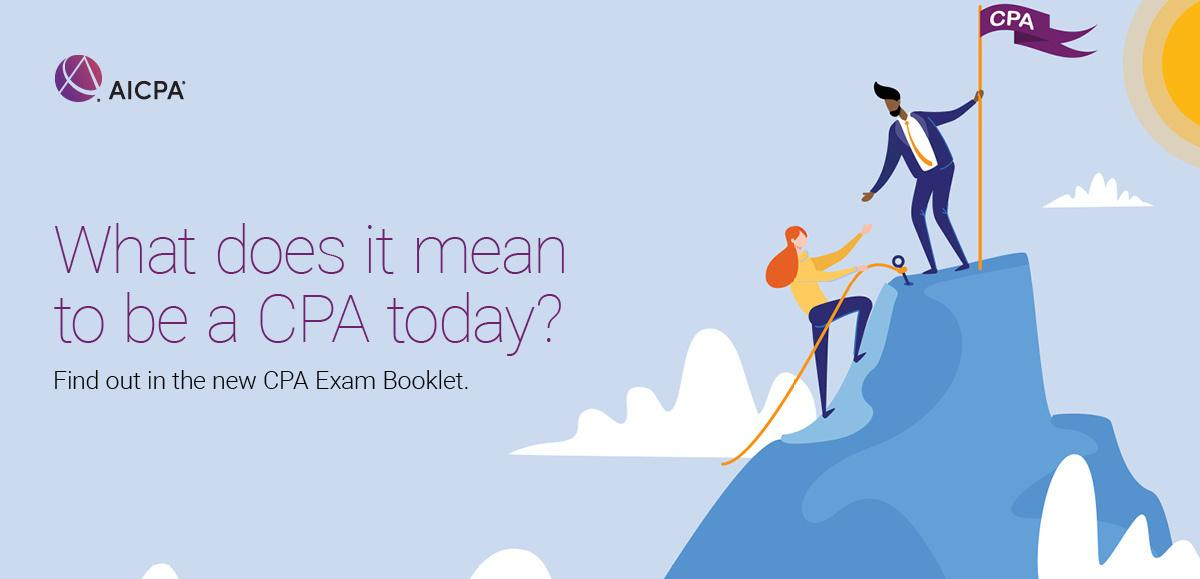 CPA
AICPA®
What does it mean
to be a CPA today?
Find out in the new CPA Exam Booklet.